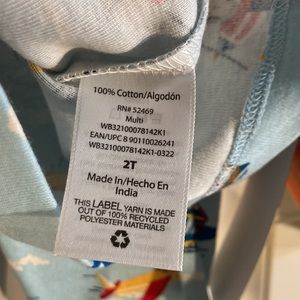 100% Cotton/Algodón
RN# 52469
Multi
WB32100078142K1
EAN/UPC 8 90110026241
WB32100078142K1-0322
2T
Made In/Hecho En
India
THIS LABEL YARN IS MADE
OUT OF 100% RECYCLED
POLYESTER MATERIALS